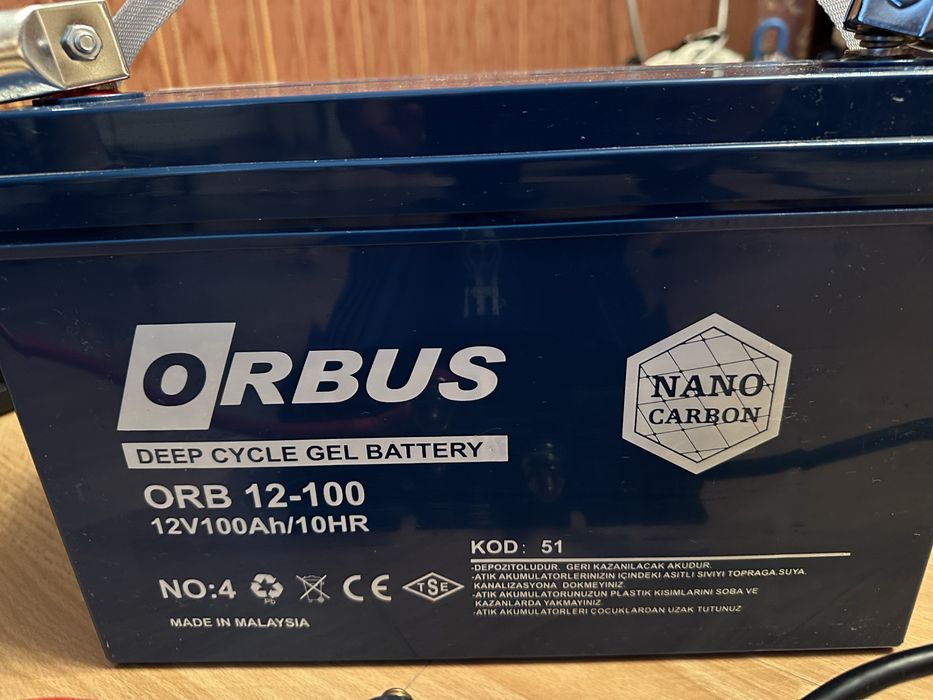 ORBUS
DEEP CYCLE GEL BATTERY
ORB 12-100
12V100Ah/10HR
NANO
CARBON
KOD: 51
-DEPOZITOLUDUR. GERI KAZANILACAK AKUDUR.
-ATIK AKUMULATORLERINIZIN IÇINDEKI ASITLI SIVIYI TOPRAGA.SUYA,
KANALIZASYONA DOKMEYINIZ.
-ATIK AKUMULATORUNUZUN PLASTIK KISIMLARINI SOBA VE
KAZANLARDA YAKMAYINIZ.
-ATIK AKUMULATORLERI ÇOCUKLARDAN UZAK TUTUNUZ
NO:4
Pb
CE
TSE
MADE IN MALAYSIA